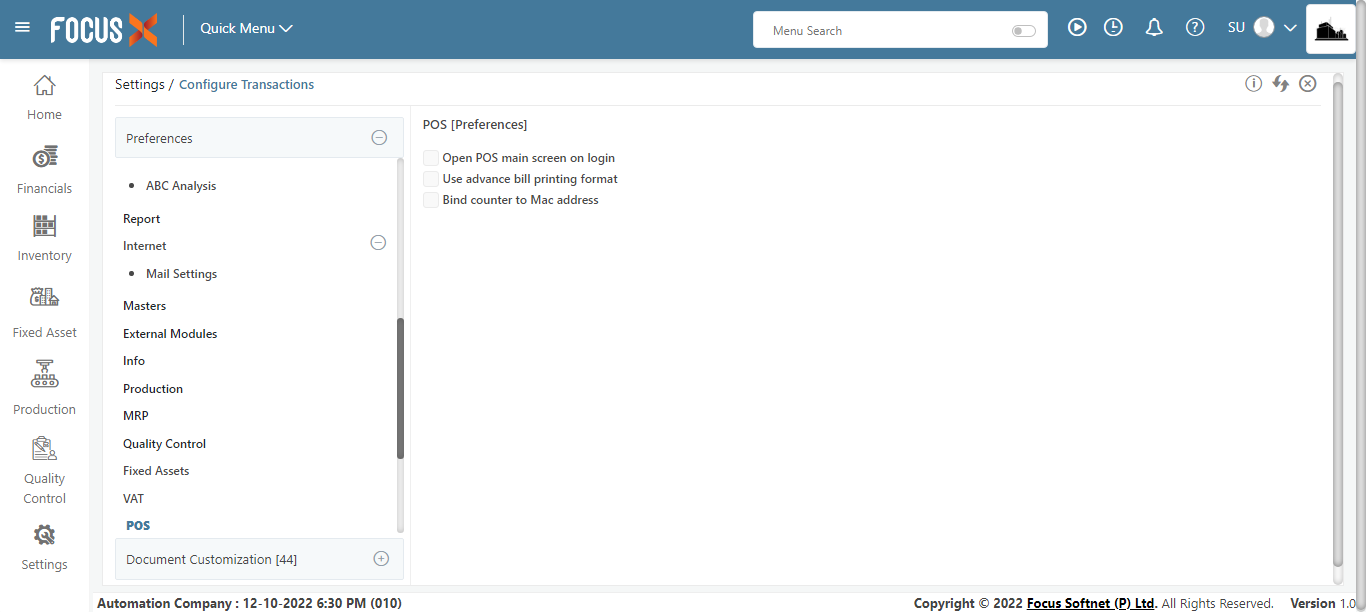 FOCUS X
Quick Menu
Menu Search
SU
Home
Financials
Inventory
Fixed Asset
Production
Quality
Control
Settings
Settings / Configure Transactions
Preferences
ABC Analysis
Report
Internet
Mail Settings
Masters
External Modules
Info
Production
MRP
Quality Control
Fixed Assets
VAT
POS
Document Customization [44]
POS [Preferences]
Open POS main screen on login
Use advance bill printing format
Bind counter to Mac address
Automation Company : 12-10-2022 6:30 PM (010)
Copyright © 2022 Focus Softnet (P) Ltd. All Rights Reserved. Version 1.0